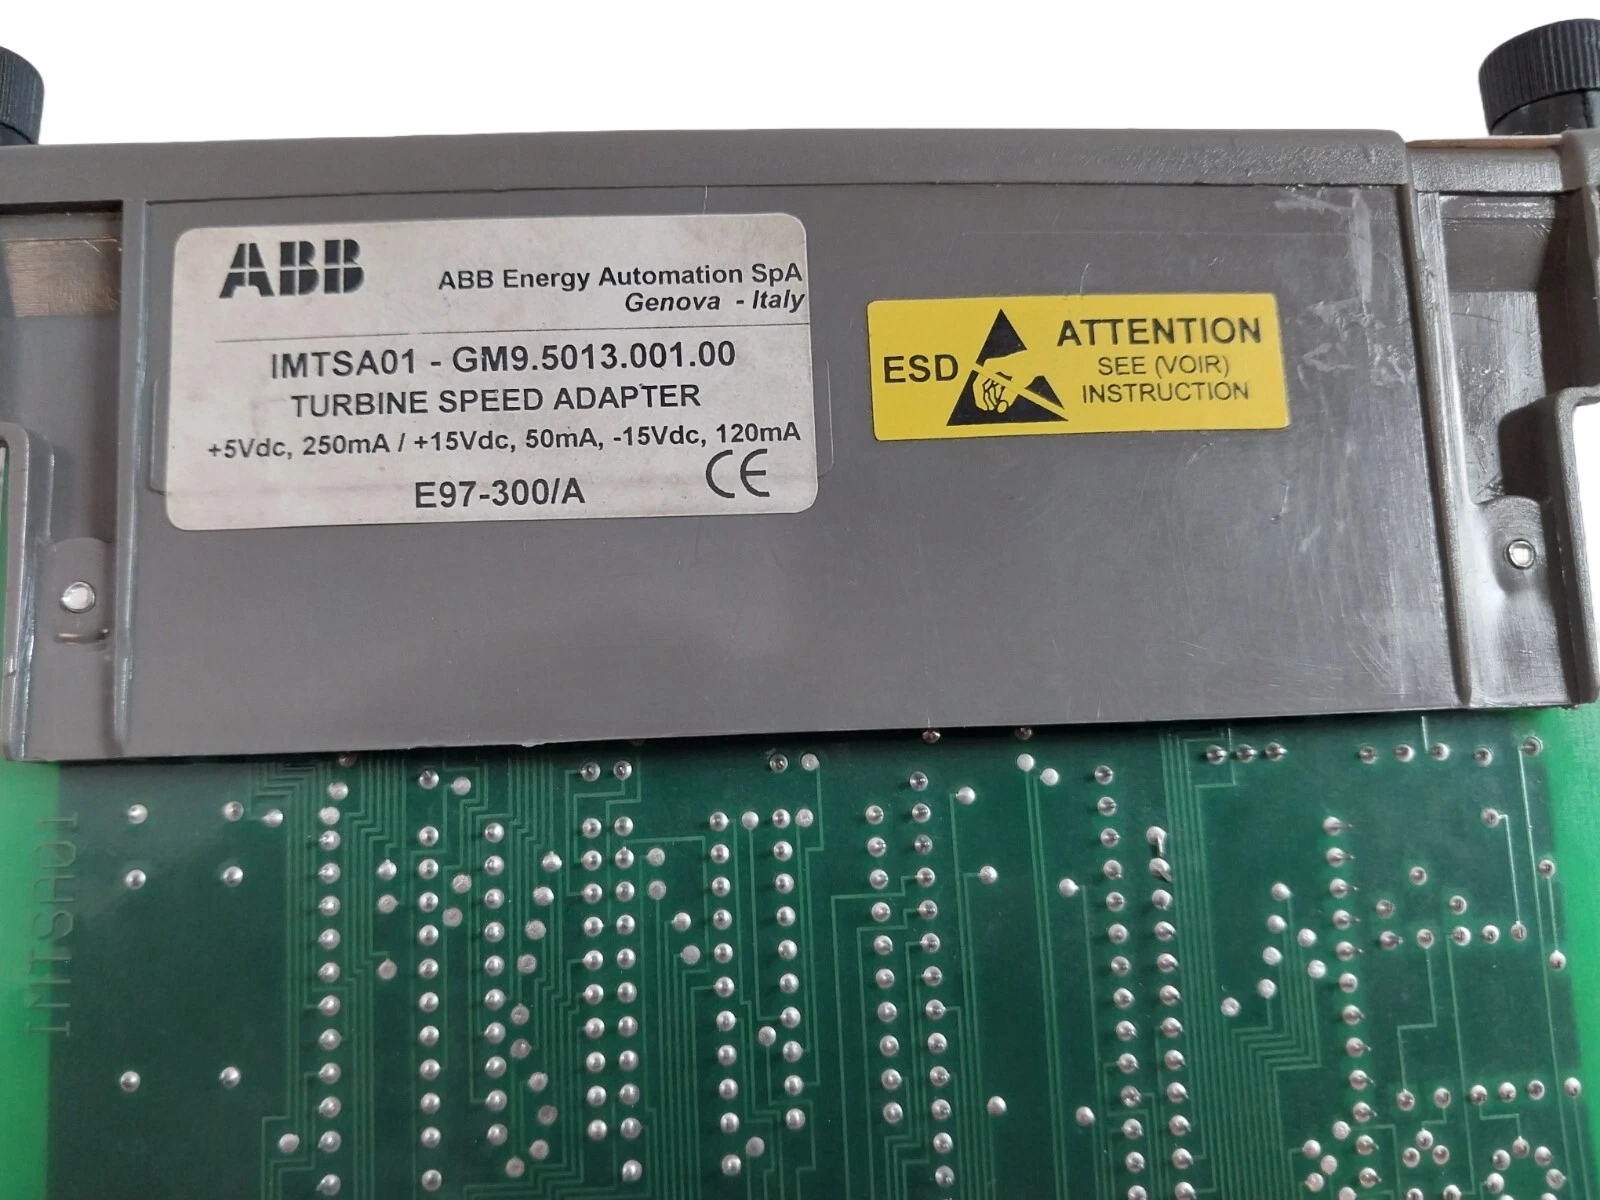 ABB
ABB Energy Automation SpA
Genova - Italy
IMTSA01 - GM9.5013.001.00
TURBINE SPEED ADAPTER
+5Vdc, 250mA / +15Vdc, 50mA, -15Vdc, 120mA
E97-300/A
CE
ESD
ATTENTION
SEE (VOIR)
INSTRUCTION
IMTSA01